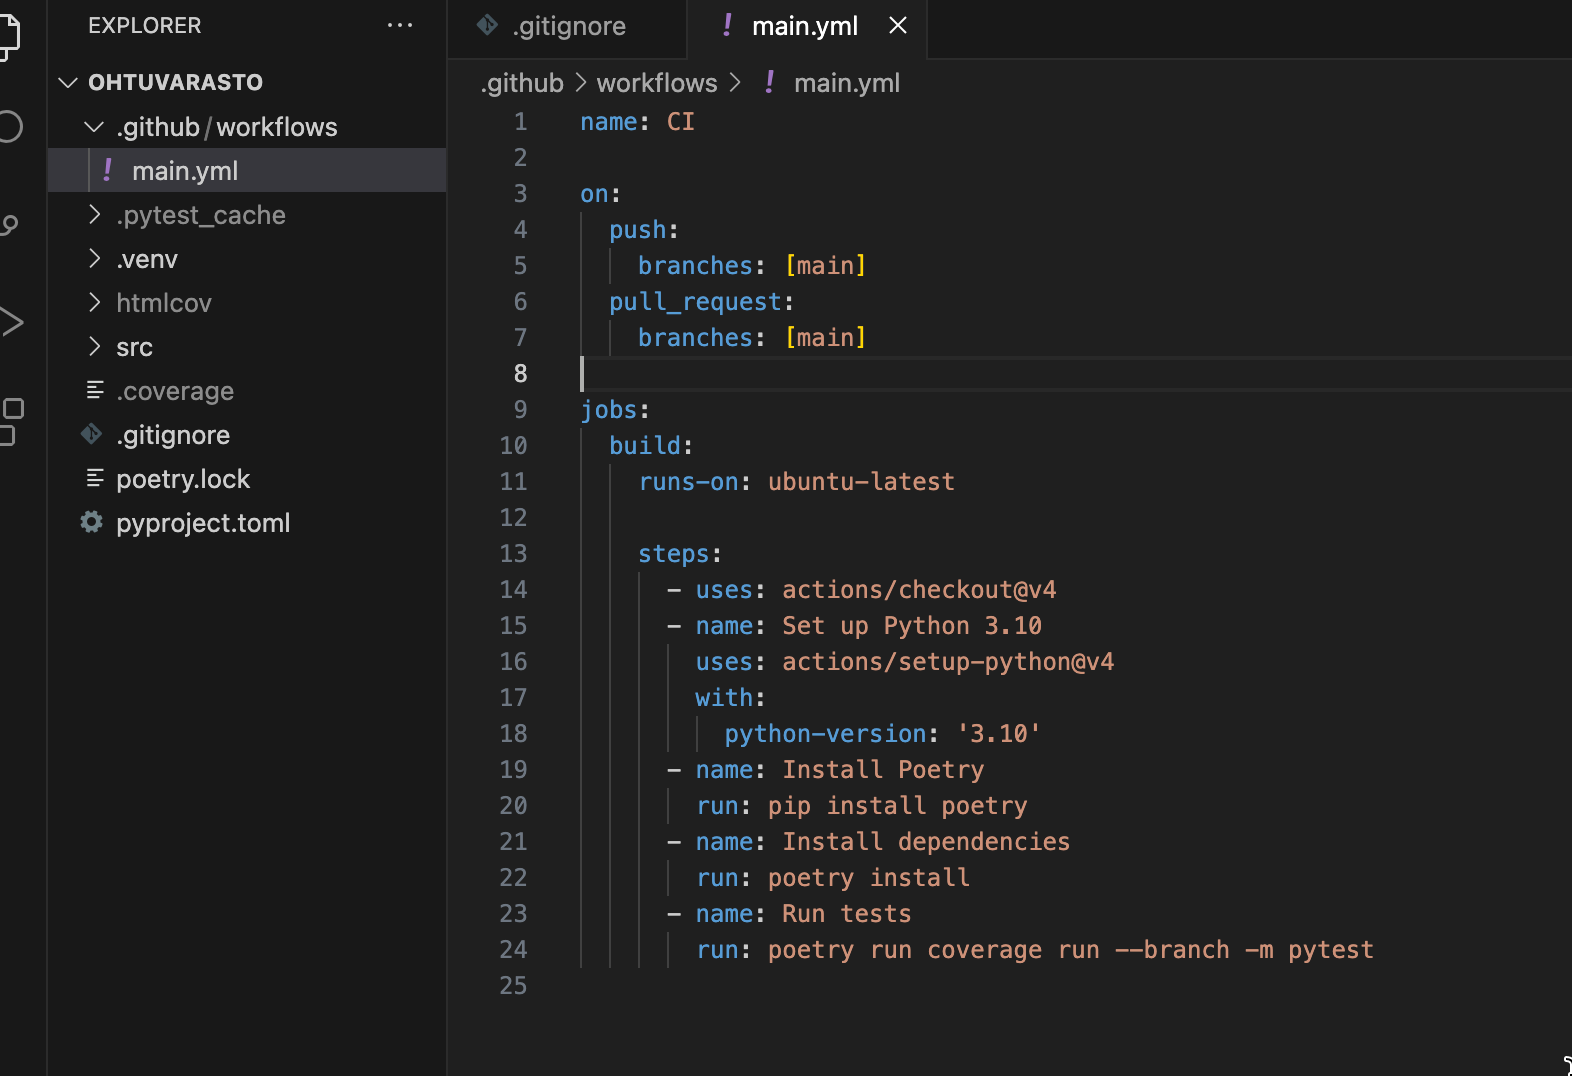 EXPLORER ...
OHTUVARASTO
.github/workflows
! main.yml
.pytest_cache
.venv
htmlcov
src
.coverage
.gitignore
poetry.lock
pyproject.toml
.gitignore
! main.yml
.github > workflows > ! main.yml
1 name: CI
2
3 on:
4   push:
5     branches: [main]
6   pull_request:
7     branches: [main]
8
9 jobs:
10   build:
11     runs-on: ubuntu-latest
12
13     steps:
14       - uses: actions/checkout@v4
15       - name: Set up Python 3.10
16         uses: actions/setup-python@v4
17         with:
18           python-version: '3.10'
19       - name: Install Poetry
20         run: pip install poetry
21       - name: Install dependencies
22         run: poetry install
23       - name: Run tests
24         run: poetry run coverage run --branch -m pytest
25